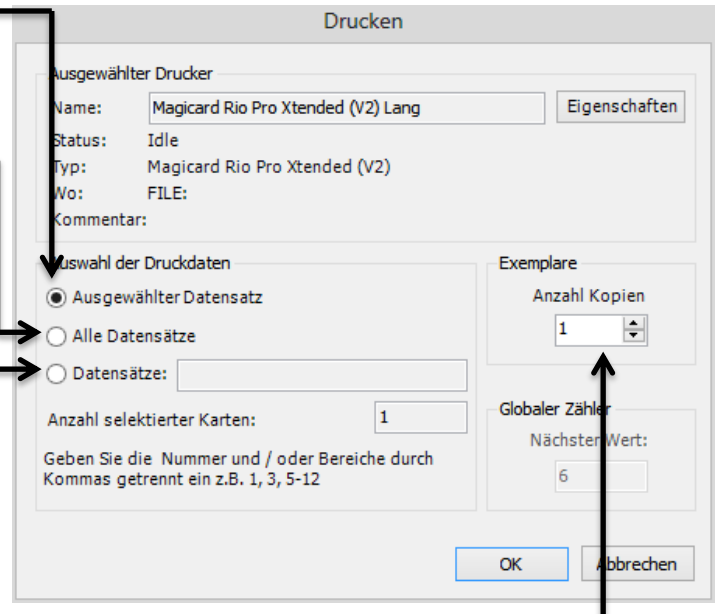 Drucken
Ausgewählter Drucker
Name: Magicard Rio Pro Xtended (V2) Lang Eigenschaften
Status: Idle
Typ: Magicard Rio Pro Xtended (V2)
Wo: FILE:
Kommentar:
Auswahl der Druckdaten
Ausgewählter Datensatz
Alle Datensätze
Datensätze:
Anzahl selektierter Karten: 1
Geben Sie die Nummer und / oder Bereiche durch
Kommas getrennt ein z.B. 1, 3, 5-12
Exemplare
Anzahl Kopien
1
Globaler Zähler
Nächster Wert:
6
OK Abbrechen